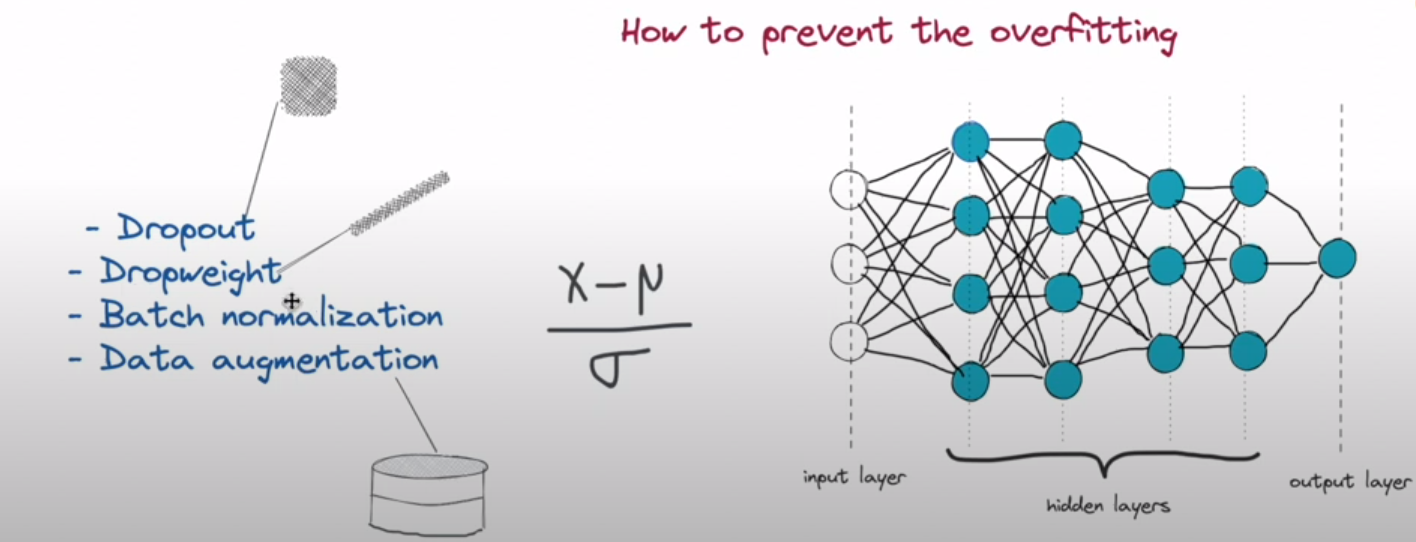 How to prevent the overfitting
- Dropout
- Dropweight
- Batch normalization
- Data augmentation
X - μ
σ
input layer
hidden layers
output layer